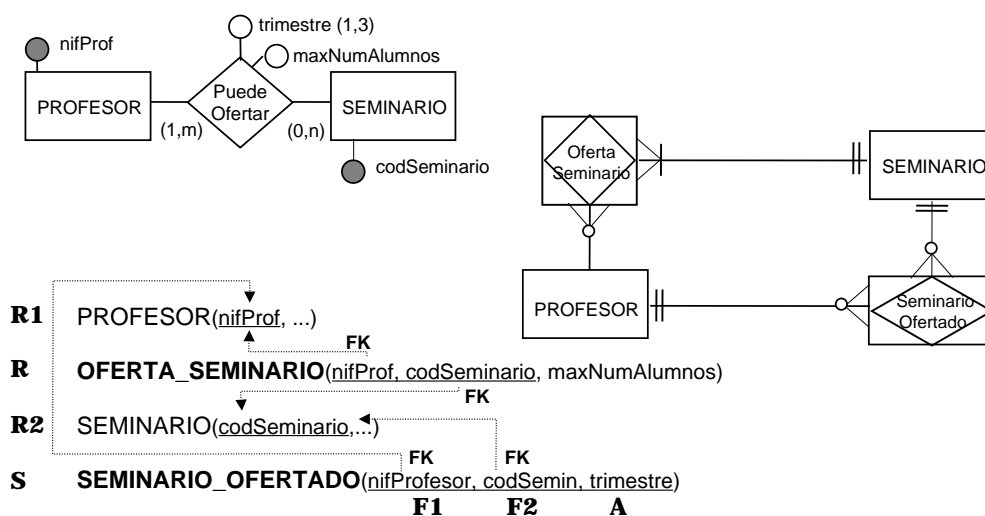 trimestre (1,3)
nifProf
maxNumAlumnos
PROFESOR
Puede
Ofertar
SEMINARIO
(1,m)
(0,n)
codSeminario
Oferta
Seminario
SEMINARIO
PROFESOR
Seminario
Ofertado
R1 PROFESOR(nifProf, ...)
FK
R OFERTA_SEMINARIO(nifProf, codSeminario, maxNumAlumnos)
FK
R2 SEMINARIO(codSeminario,...)
FK FK
S SEMINARIO_OFERTADO(nifProfesor, codSemin, trimestre)
F1 F2 A